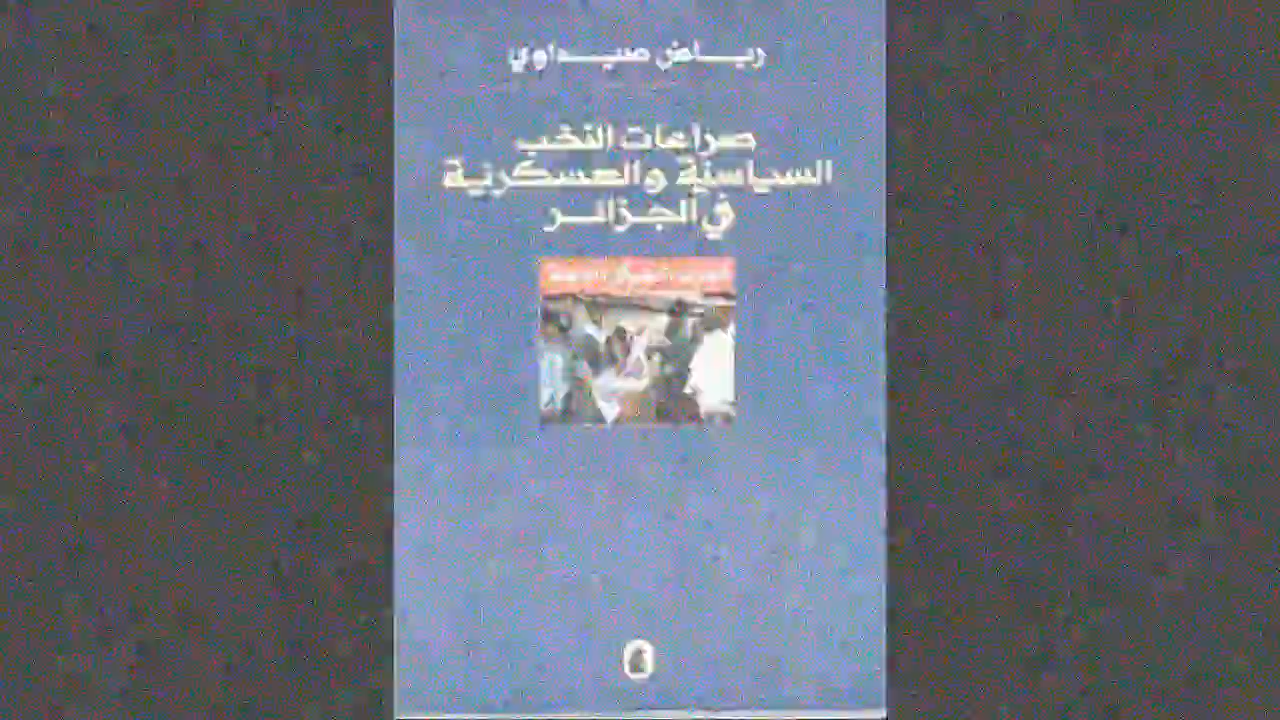 رياض صيداوي
صراعات النخب
السياسية والعسكرية
في الجزائر